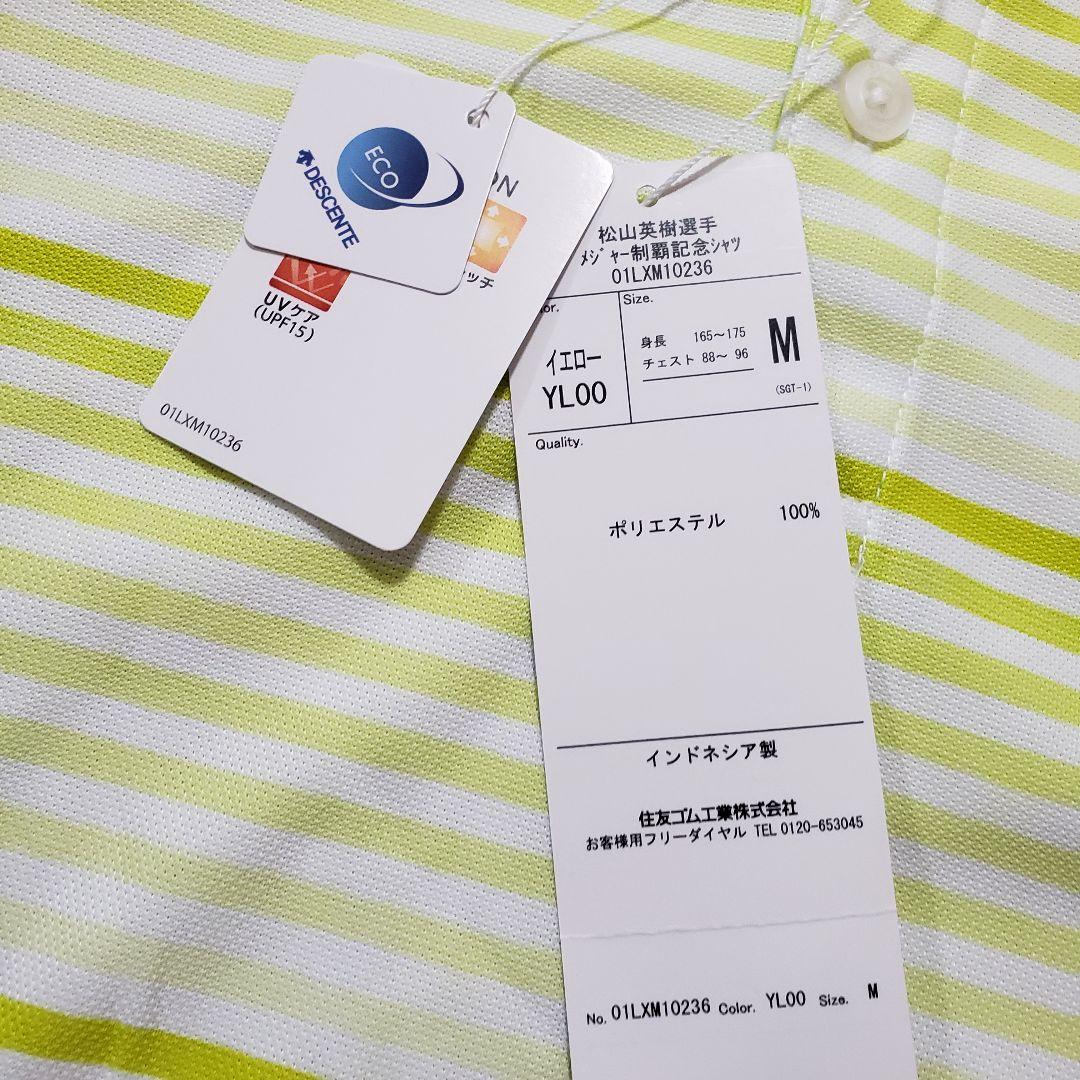 ECO
DESCENTE
UVケア
(UPF15)
01LXM10236
松山英樹選手
メジャー制覇記念シャツ
01LXM10236
Size.
イエロー
YL00
身長 165～175
チェスト 88～ 96
M
(SGT-1)
Quality.
ポリエステル 100%
インドネシア製
住友ゴム工業株式会社
お客様用フリーダイヤル TEL 0120-653045
No. 01LXM10236 Color. YL00 Size. M